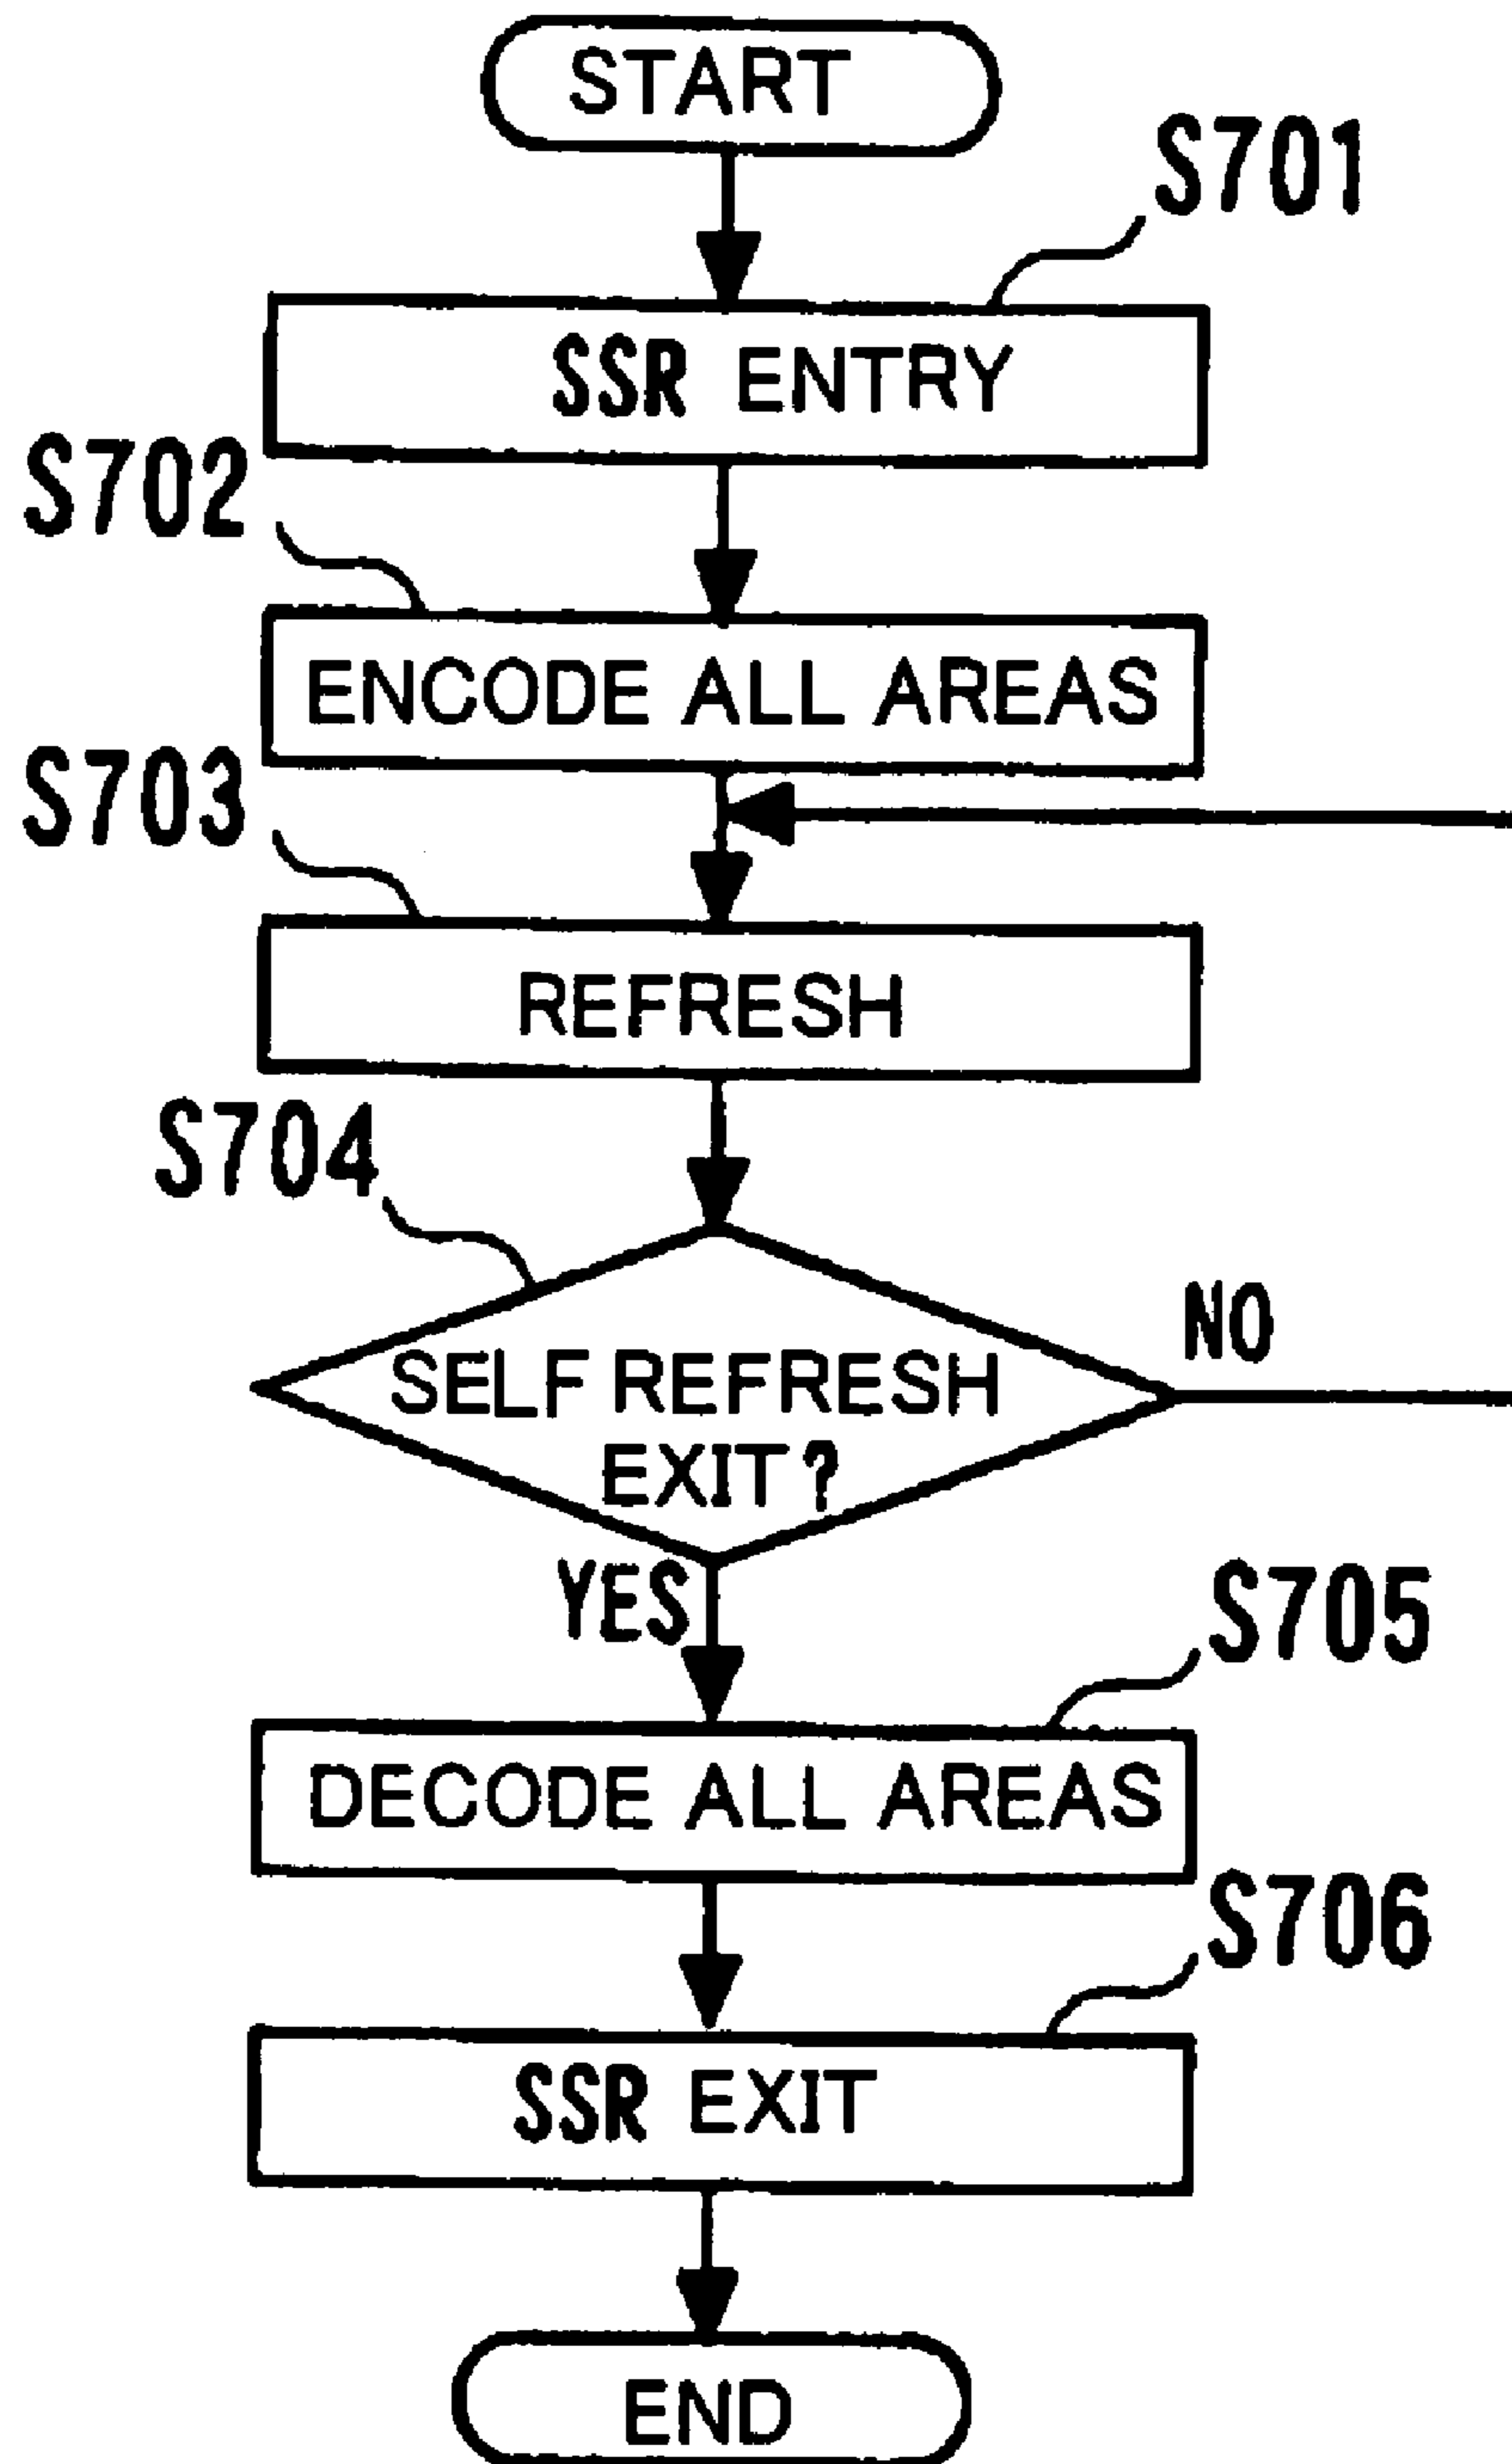 START
S701
SSR ENTRY
S702
ENCODE ALL AREAS
S703
REFRESH
S704
SELF REFRESH
EXIT?
NO
YES
S705
DECODE ALL AREAS
S706
SSR EXIT
END